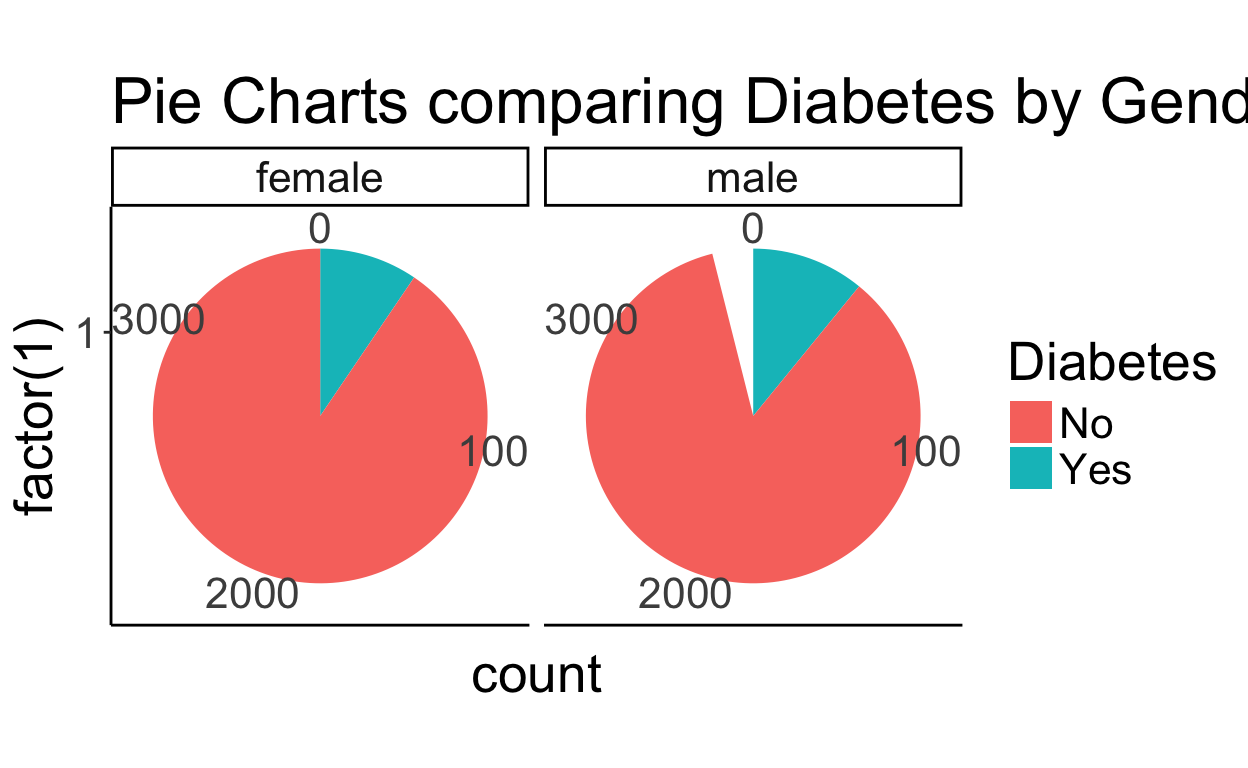 Pie Charts comparing Diabetes by Gend
female
male
0
0
3000
3000
1
factor(1)
100
100
2000
2000
count
Diabetes
No
Yes